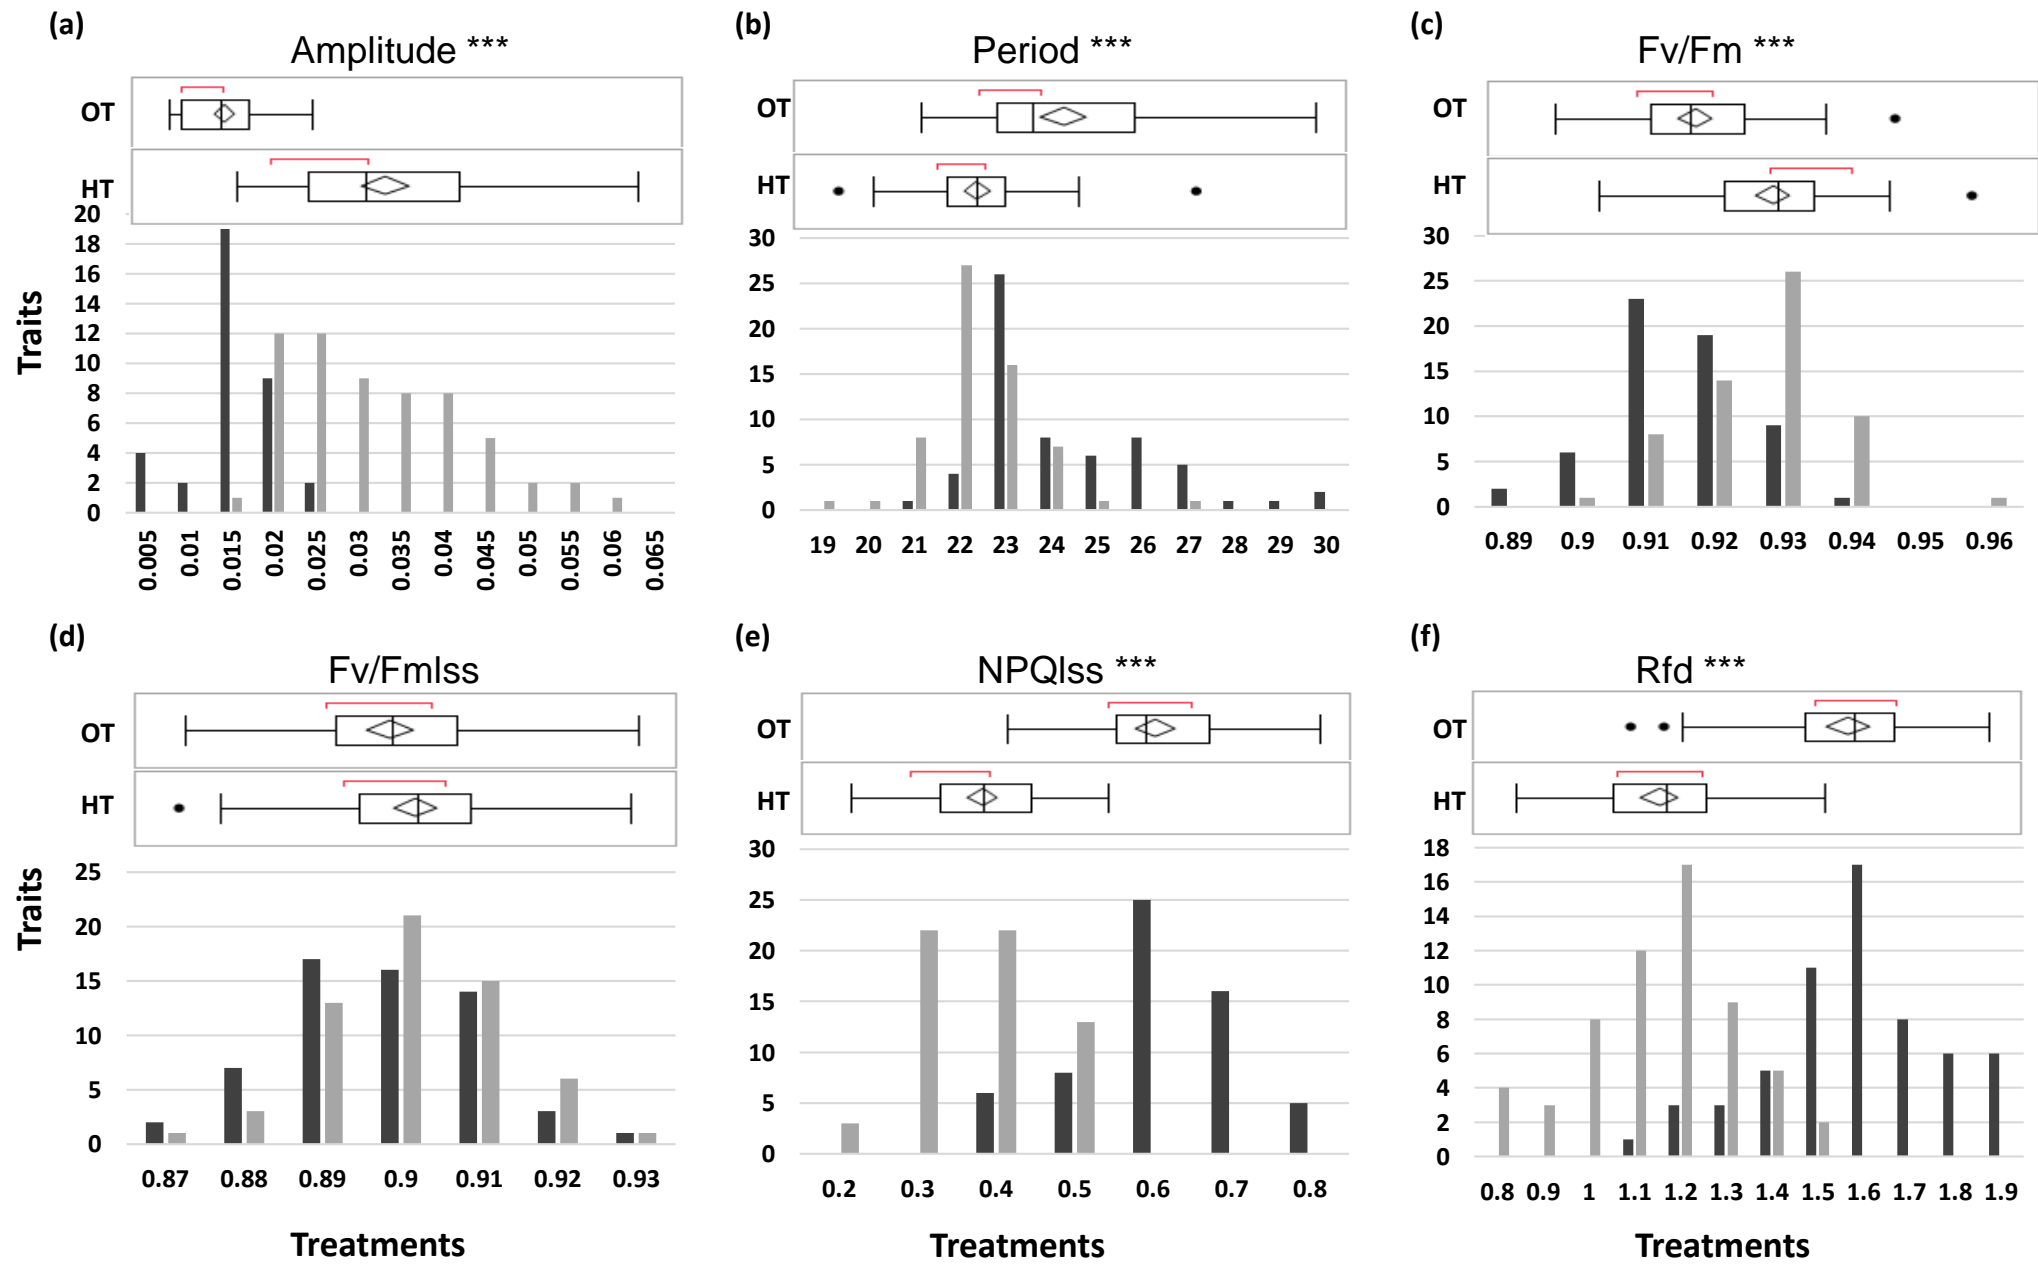 (a)
Amplitude ***
OT
HT
20
18
16
14
12
10
8
6
4
2
0
Traits
0.005 0.01 0.015 0.02 0.025 0.03 0.035 0.04 0.045 0.05 0.055 0.06 0.065
(b)
Period ***
OT
HT
30
25
20
15
10
5
0
19 20 21 22 23 24 25 26 27 28 29 30
(c)
Fv/Fm ***
OT
HT
30
25
20
15
10
5
0
0.89 0.9 0.91 0.92 0.93 0.94 0.95 0.96
(d)
Fv/Fmlss
OT
HT
25
20
15
10
5
0
Traits
0.87 0.88 0.89 0.9 0.91 0.92 0.93
Treatments
(e)
NPQlss ***
OT
HT
30
25
20
15
10
5
0
0.2 0.3 0.4 0.5 0.6 0.7 0.8
Treatments
(f)
Rfd ***
OT
HT
18
16
14
12
10
8
6
4
2
0
0.8 0.9 1 1.1 1.2 1.3 1.4 1.5 1.6 1.7 1.8 1.9
Treatments